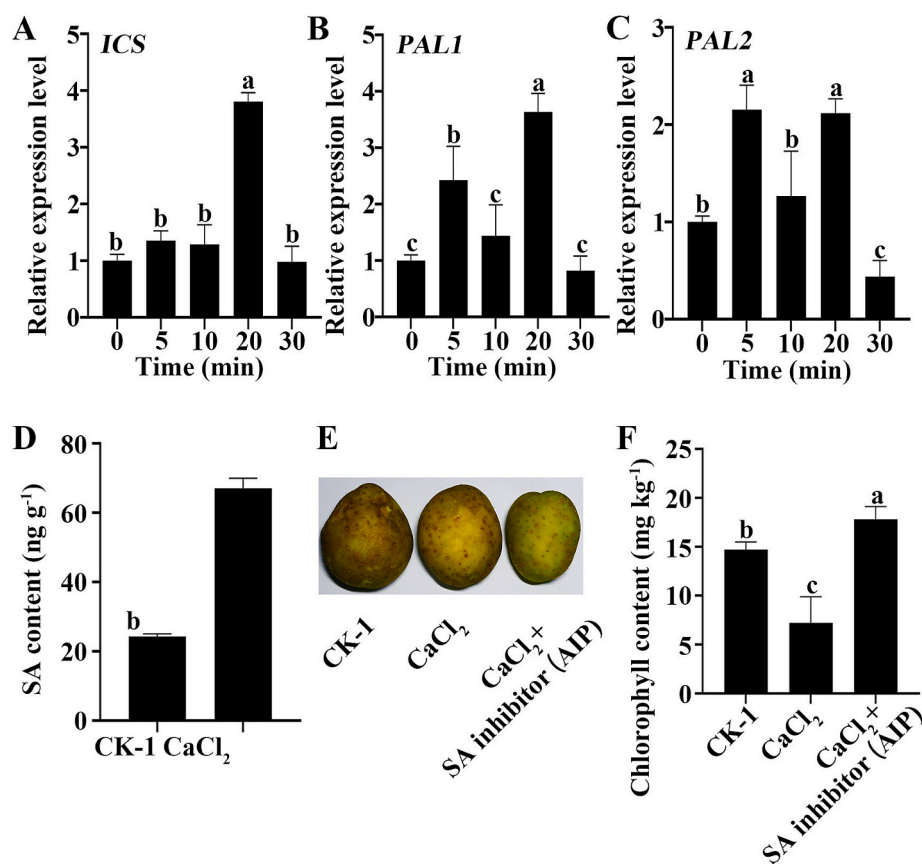 A
ICS
Relative expression level
5
4
3
2
1
0
b
b
b
a
b
0 5 10 20 30
Time (min)
B
PAL1
Relative expression level
5
4
3
2
1
0
c
b
c
a
c
0 5 10 20 30
Time (min)
C
PAL2
Relative expression level
3
2
1
0
b
a
b
a
c
0 5 10 20 30
Time (min)
D
SA content (ng g⁻¹)
80
60
40
20
0
b
CK-1 CaCl₂
E
CK-1
CaCl₂
CaCl₂+
SA inhibitor (AIP)
F
Chlorophyll content (mg kg⁻¹)
25
20
15
10
5
0
b
c
a
CK-1
CaCl₂
CaCl₂+
SA inhibitor (AIP)